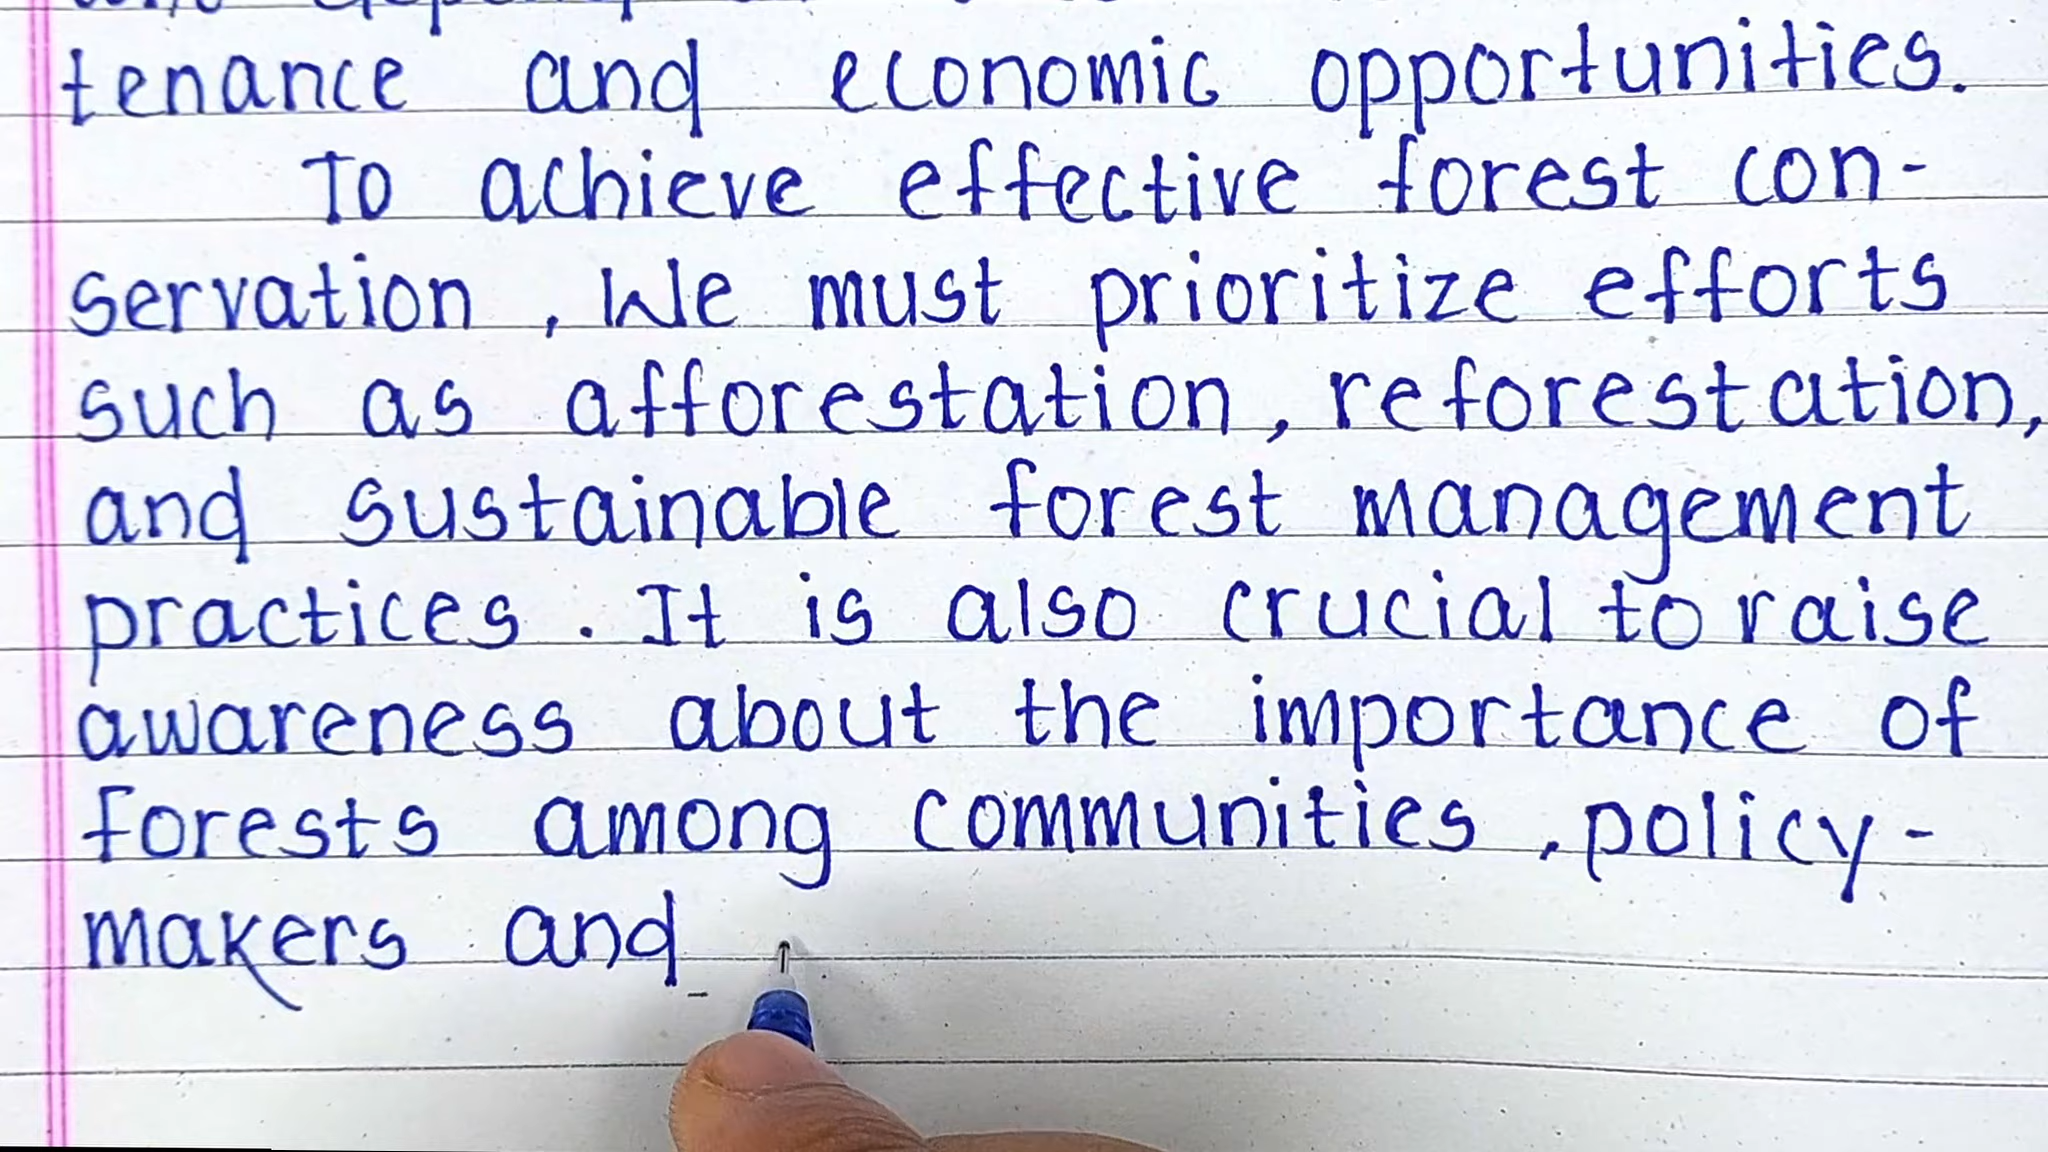 tenance and economic opportunities.
To achieve effective forest con-
servation, We must prioritize efforts
such as afforestation, reforestation,
and sustainable forest management
practices. It is also crucial to raise
awareness about the importance of
forests among communities, policy-
makers and